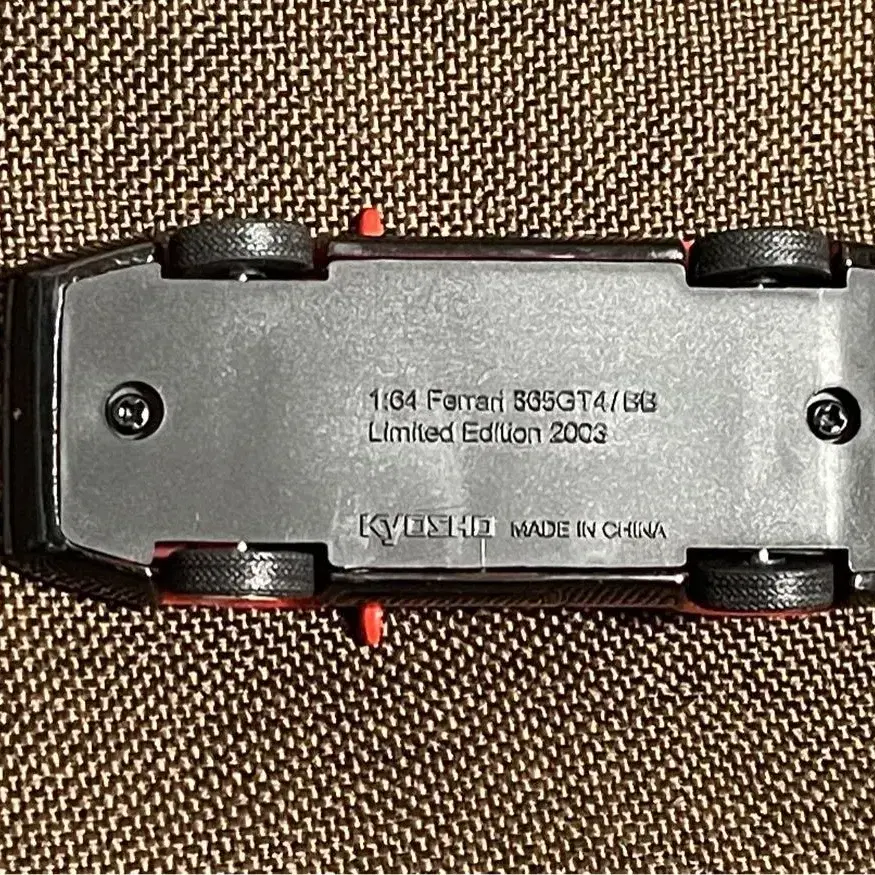 1:64 Ferrari 365GT4/BB
Limited Edition 2003
KYOSHO MADE IN CHINA